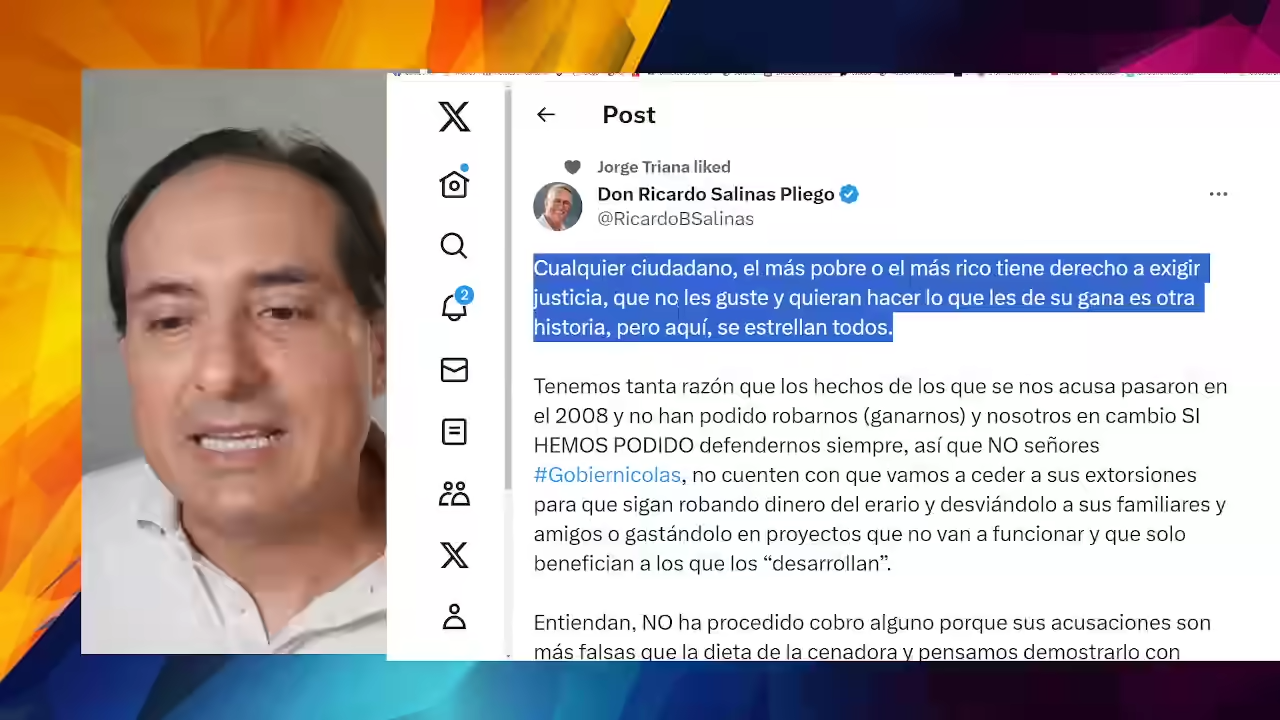 Post
Jorge Triana liked
Don Ricardo Salinas Pliego
@RicardoBSalinas
Cualquier ciudadano, el más pobre o el más rico tiene derecho a exigir
justicia, que no les guste y quieran hacer lo que les de su gana es otra
historia, pero aquí, se estrellan todos.
2
Tenemos tanta razón que los hechos de los que se nos acusa pasaron en
el 2008 y no han podido robarnos (ganarnos) y nosotros en cambio SI
HEMOS PODIDO defendernos siempre, así que NO señores
#Gobiernicolas, no cuenten con que vamos a ceder a sus extorsiones
para que sigan robando dinero del erario y desviándolo a sus familiares y
amigos o gastándolo en proyectos que no van a funcionar y que solo
benefician a los que los “desarrollan”.
Entiendan, NO ha procedido cobro alguno porque sus acusaciones son
más falsas que la dieta de la cenadora y pensamos demostrarlo con